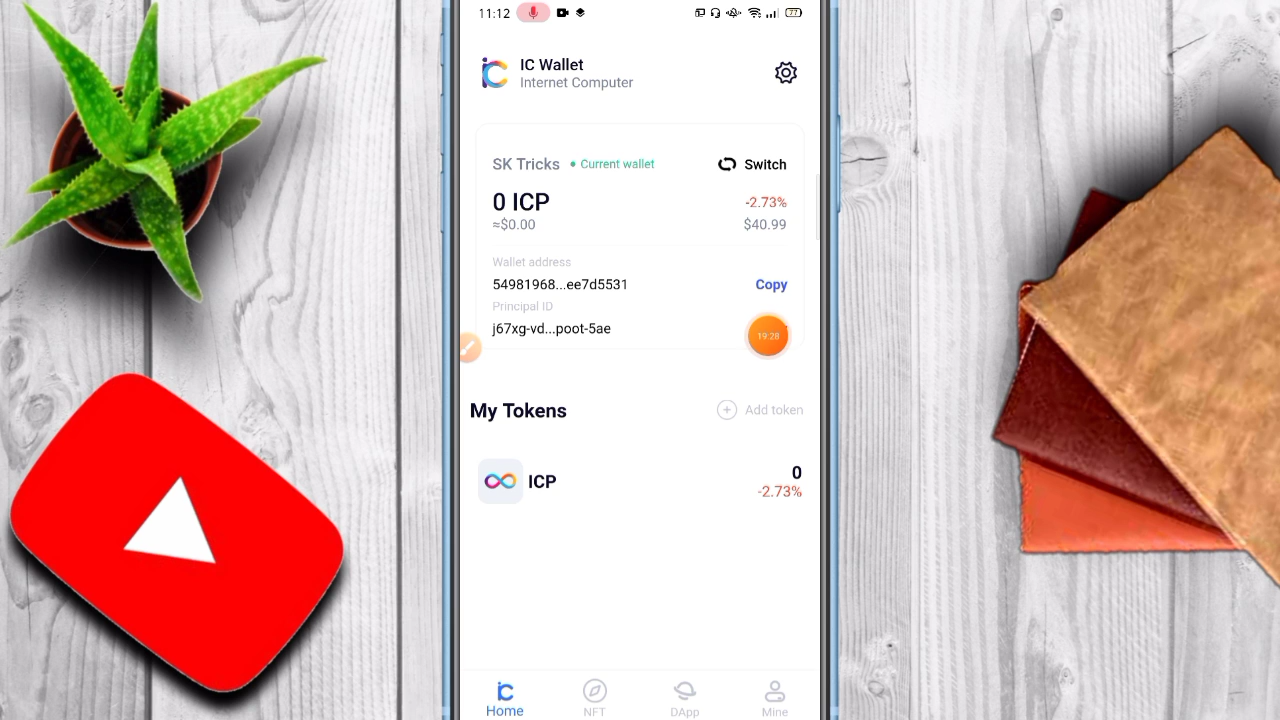 11:12
77
IC Wallet
Internet Computer
SK Tricks Current wallet Switch
0 ICP -2.73%
≈$0.00 $40.99
Wallet address
54981968...ee7d5531 Copy
Principal ID
j67xg-vd...poot-5ae
19:28
My Tokens Add token
ICP 0
-2.73%
Home NFT DApp Mine